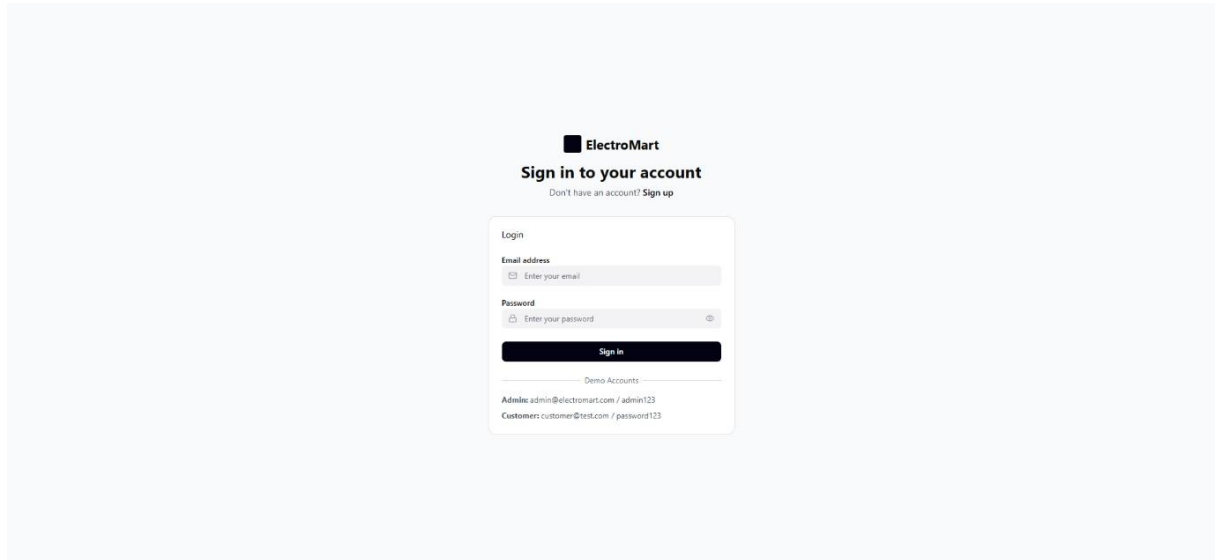 ElectroMart
Sign in to your account
Don't have an account? Sign up
Login
Email address
Enter your email
Password
Enter your password
Sign in
Demo Accounts
Admin: admin@electromart.com / admin123
Customer: customer@test.com / password123